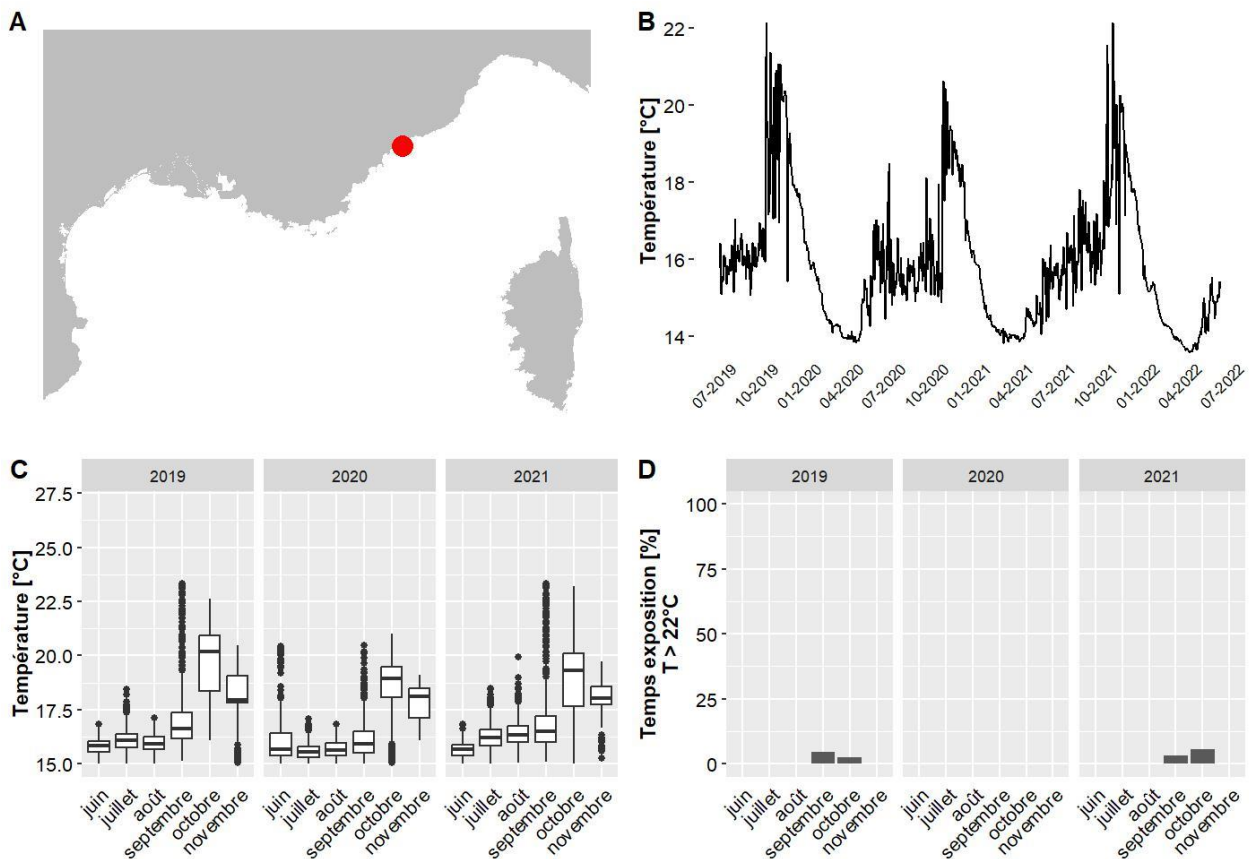 A
B
Température [°C]
22
20
18
16
14
07-2019
10-2019
01-2020
04-2020
07-2020
10-2020
01-2021
04-2021
07-2021
10-2021
01-2022
04-2022
07-2022
C
2019
2020
2021
Température [°C]
27.5
25.0
22.5
20.0
17.5
15.0
juin
juillet
août
septembre
octobre
novembre
juin
juillet
août
septembre
octobre
novembre
juin
juillet
août
septembre
octobre
novembre
D
2019
2020
2021
Temps exposition [%]
T > 22°C
100
75
50
25
0
juin
juillet
août
septembre
octobre
novembre
juin
juillet
août
septembre
octobre
novembre
juin
juillet
août
septembre
octobre
novembre